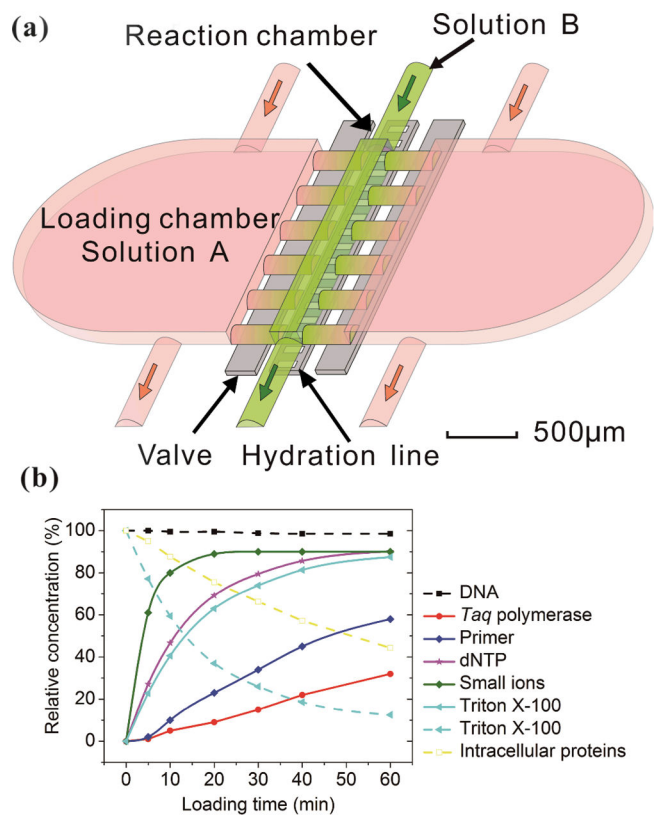 (a)
Reaction chamber
Solution B
Loading chamber
Solution A
Valve
Hydration line
500μm
(b)
Relative concentration (%)
100
80
60
40
20
0
0 10 20 30 40 50 60
Loading time (min)
DNA
Taq polymerase
Primer
dNTP
Small ions
Triton X-100
Triton X-100
Intracellular proteins